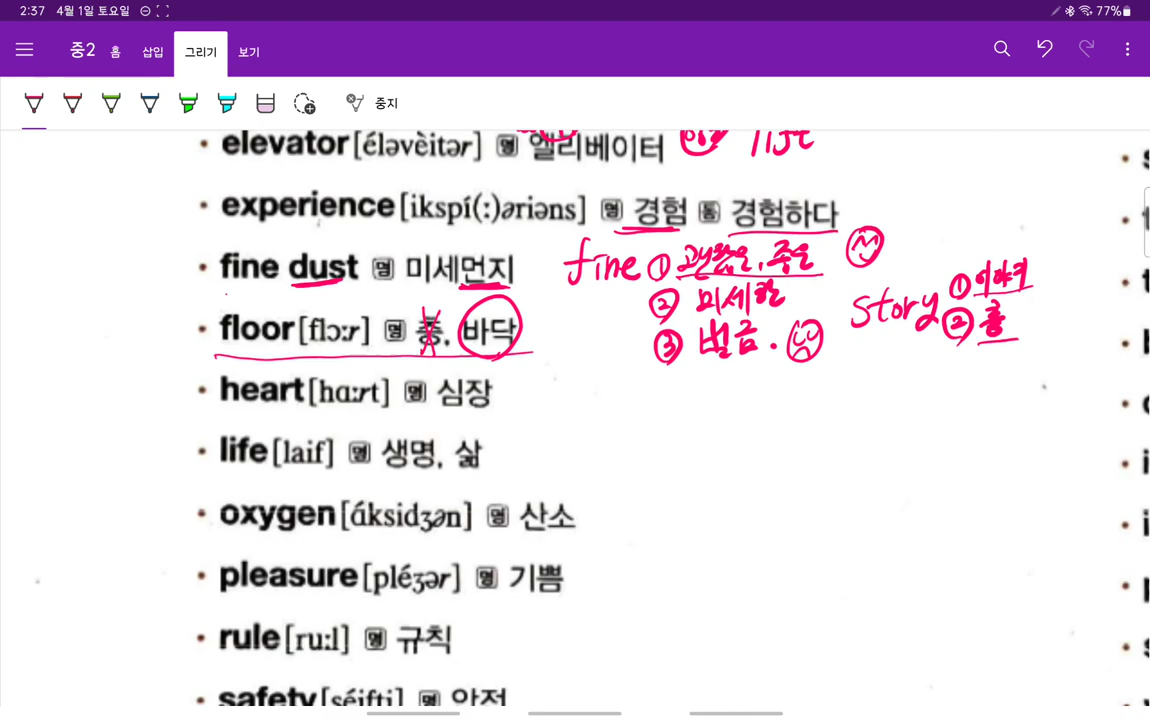 2:37 4월 1일 토요일 77%
중2 홈 삽입 그리기 보기
중지
elevator[éləvèitər] 명 엘리베이터 lift
experience[ikspí(:)əriəns] 명 경험 동 경험하다
fine dust 명 미세먼지
fine ① 괜찮은, 좋은
② 미세한
③ 벌금.
story ① 이야기
② 층
floor[flɔːr] 명 층, 바닥
heart[hɑːrt] 명 심장
life[laif] 명 생명, 삶
oxygen[áksidʒən] 명 산소
pleasure[pléʒər] 명 기쁨
rule[ruːl] 명 규칙
safety[séifti] 명 안전